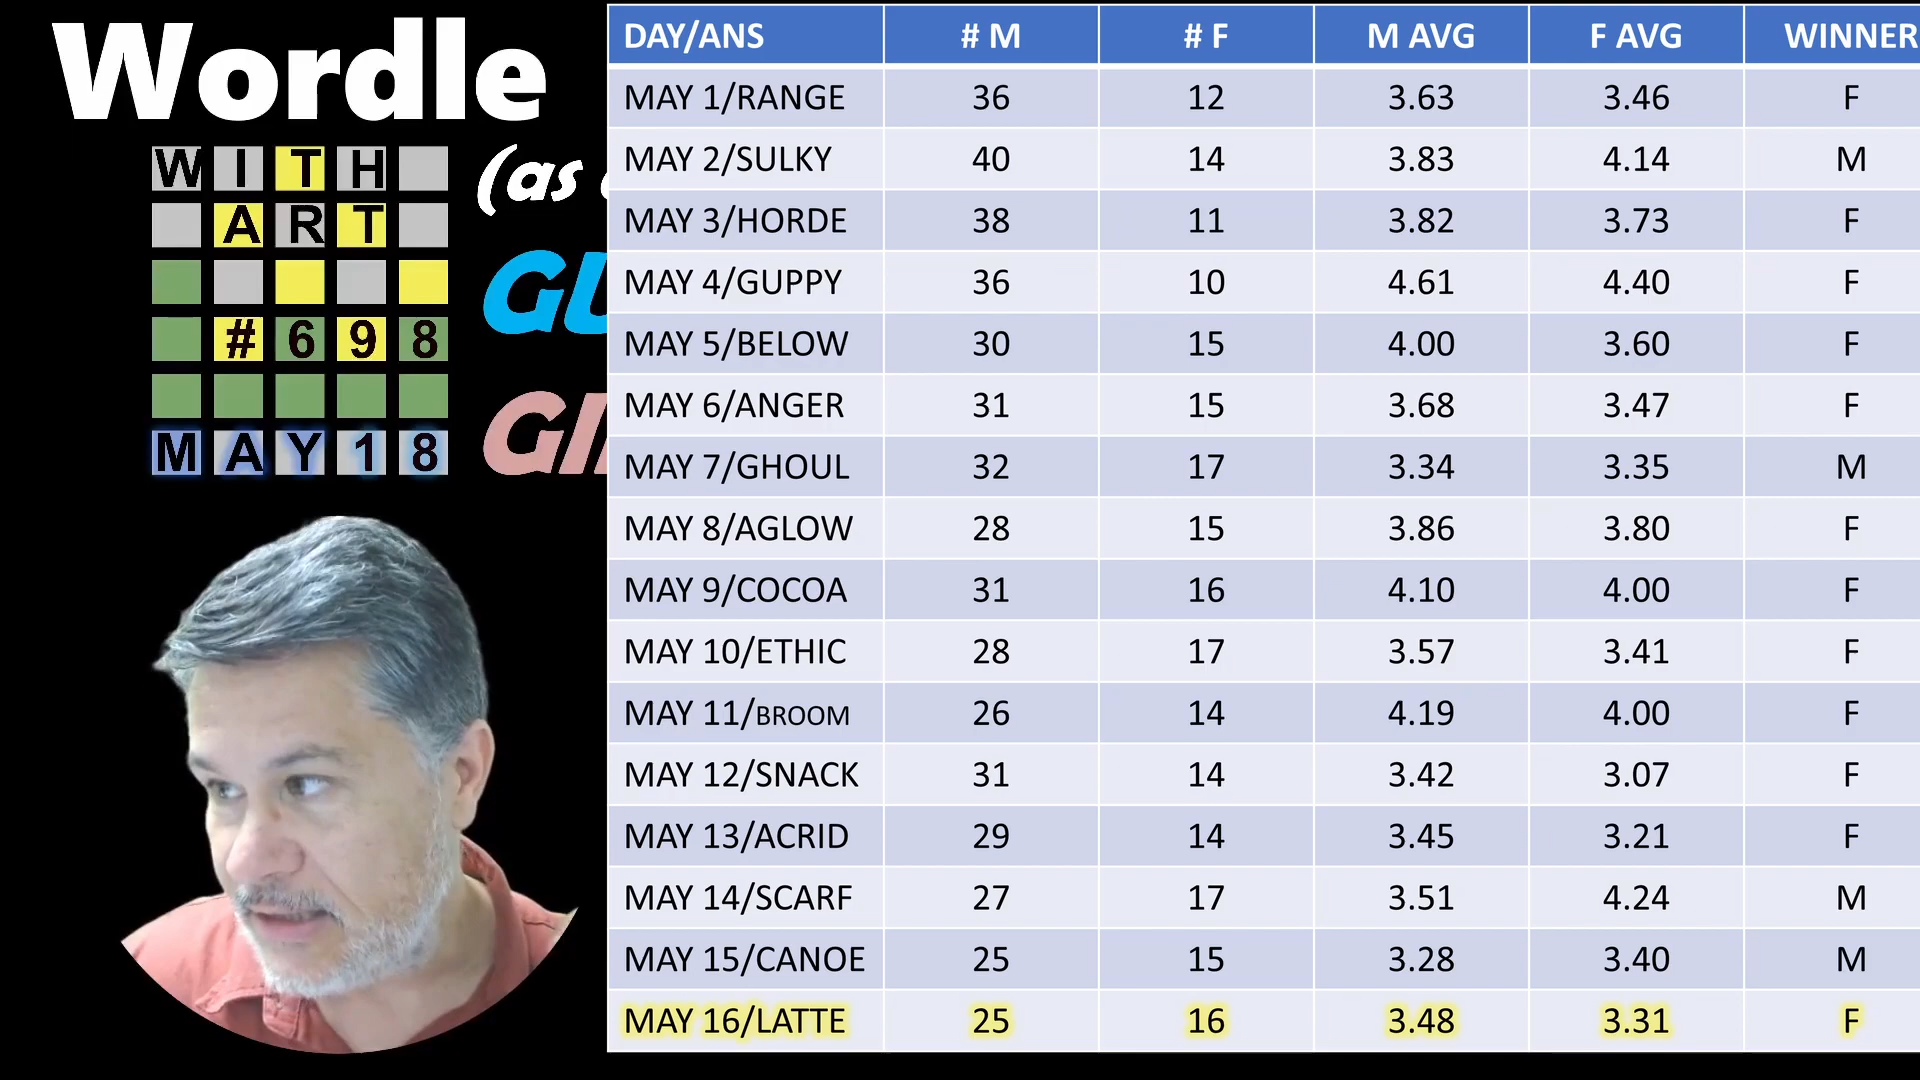 Wordle
WITH
ART
#698
MAY18
(as
DAY/ANS # M # F M AVG F AVG WINNER
MAY 1/RANGE 36 12 3.63 3.46 F
MAY 2/SULKY 40 14 3.83 4.14 M
MAY 3/HORDE 38 11 3.82 3.73 F
MAY 4/GUPPY 36 10 4.61 4.40 F
MAY 5/BELOW 30 15 4.00 3.60 F
MAY 6/ANGER 31 15 3.68 3.47 F
MAY 7/GHOUL 32 17 3.34 3.35 M
MAY 8/AGLOW 28 15 3.86 3.80 F
MAY 9/COCOA 31 16 4.10 4.00 F
MAY 10/ETHIC 28 17 3.57 3.41 F
MAY 11/BROOM 26 14 4.19 4.00 F
MAY 12/SNACK 31 14 3.42 3.07 F
MAY 13/ACRID 29 14 3.45 3.21 F
MAY 14/SCARF 27 17 3.51 4.24 M
MAY 15/CANOE 25 15 3.28 3.40 M
MAY 16/LATTE 25 16 3.48 3.31 F